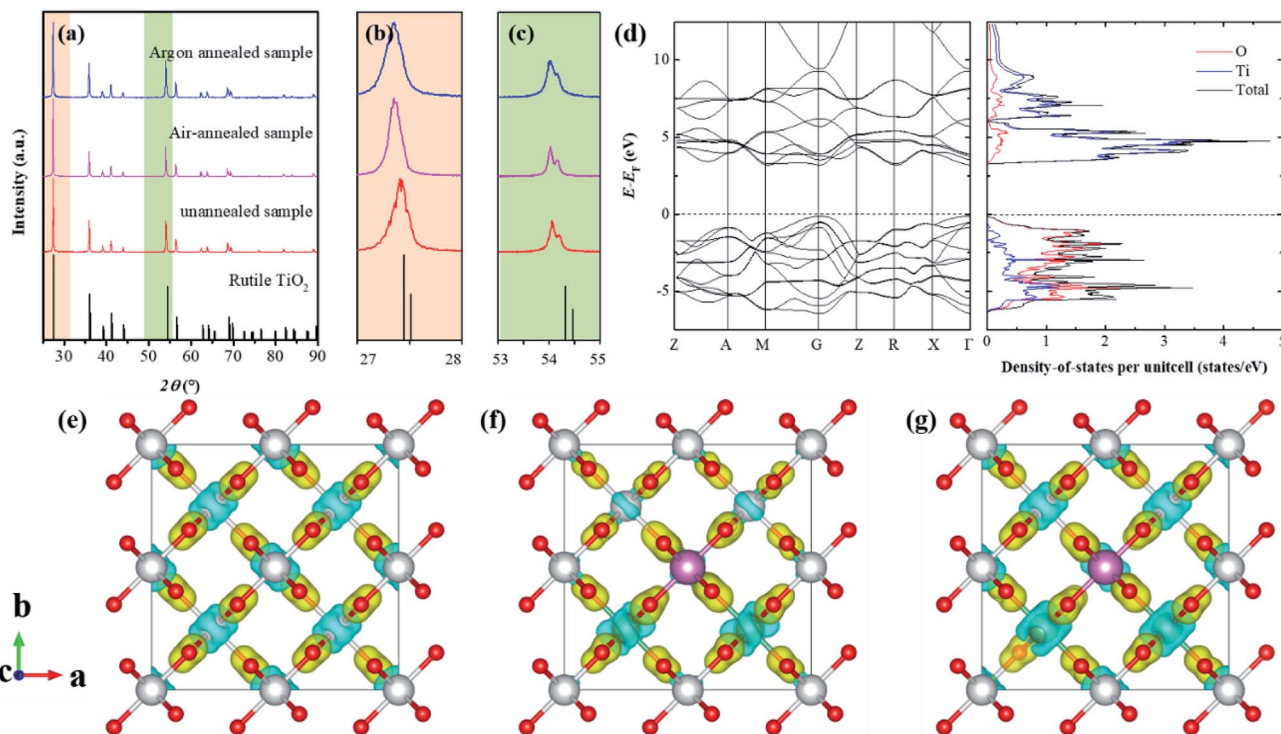 (a)
Argon annealed sample
Air-annealed sample
unannealed sample
Rutile TiO₂
Intensity (a.u.)
30 40 50 60 70 80 90
2θ (°)
(b)
27 28
(c)
53 54 55
(d)
10
5
0
-5
E-E_F (eV)
Z A M G Z R X Γ
O
Ti
Total
0 1 2 3 4 5
Density-of-states per unitcell (states/eV)
(e)
(f)
(g)
b
c
a